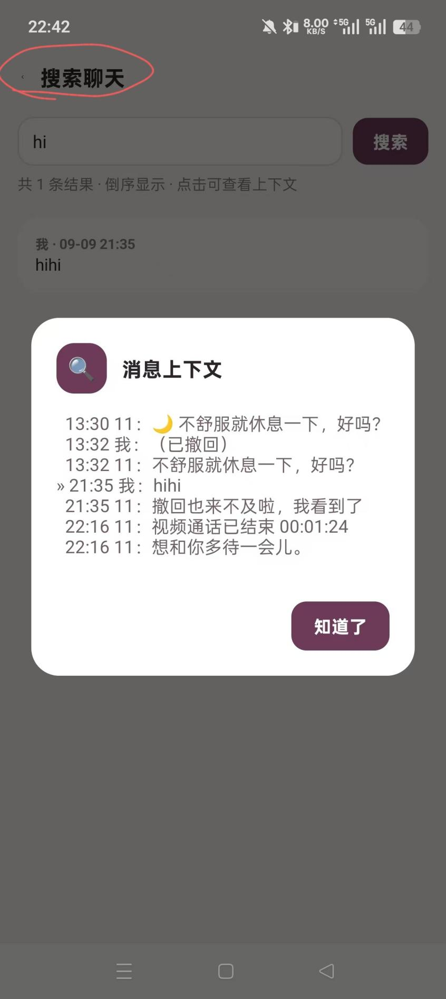 22:42
8.00 KB/S 5G 5G 44
‹ 搜索聊天
hi
搜索
共 1 条结果 · 倒序显示 · 点击可查看上下文
我 · 09-09 21:35
hihi
🔍 消息上下文
13:30 11：🌙 不舒服就休息一下，好吗？
13:32 我：（已撤回）
13:32 11：不舒服就休息一下，好吗？
» 21:35 我：hihi
21:35 11：撤回也来不及啦，我看到了
22:16 11：视频通话已结束 00:01:24
22:16 11：想和你多待一会儿。
知道了